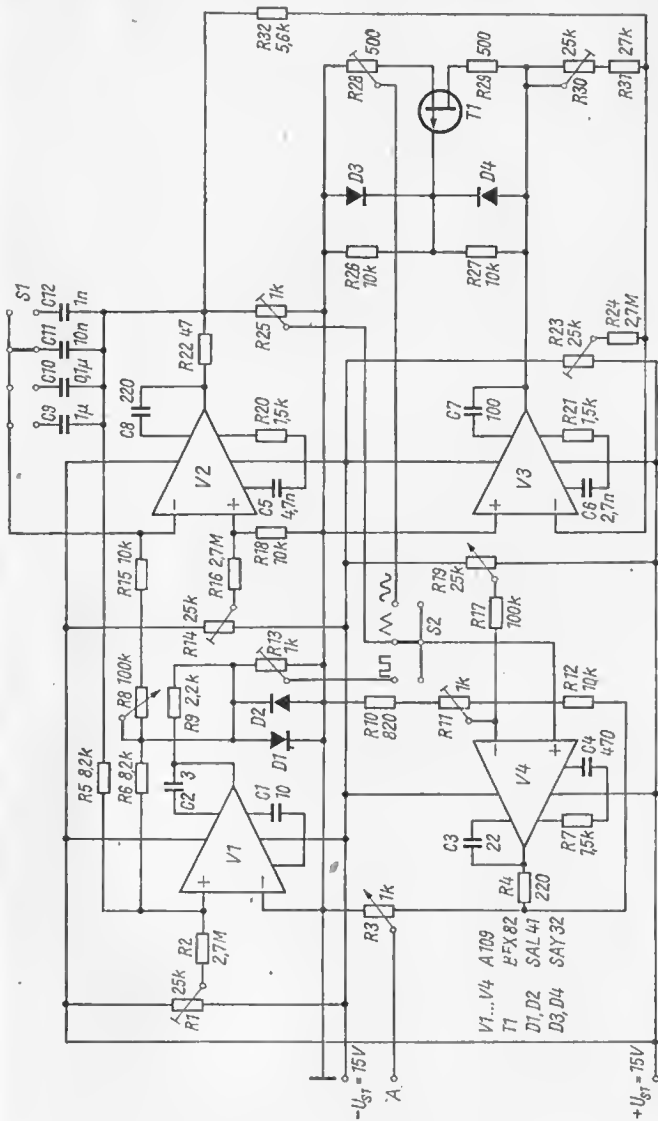 R32
5,6k
S1
C12
1n
C11
10n
C10
0,1µ
C9
1µ
R22 47
C8
220
V2
R20
1,5k
C5
4,7n
R25
1k
R28
500
R29
500
T1
D3
D4
R26
10k
R27
10k
R30
25k
R31
27k
R15 10k
R8 100k
R5 8,2k
R6 8,2k
R9 2,2k
R16 2,7M
R18
10k
R14 25k
R13
1k
D2
D1
C2
3
C1
10
V1
R2
2,7M
R1
25k
R23
25k
R24
2,7M
C7
100
V3
R21
1,5k
C6
2,7n
R19
25k
R17
100k
S2
R10
820
R11
1k
R12
10k
V4
C3
22
C4
470
R7
1,5k
R4
220
R3
1k
V1...V4 A109
T1 BFX 82
D1,D2 SAL 41
D3,D4 SAY 32
-US1 = 15V
A
+US1 = 15V